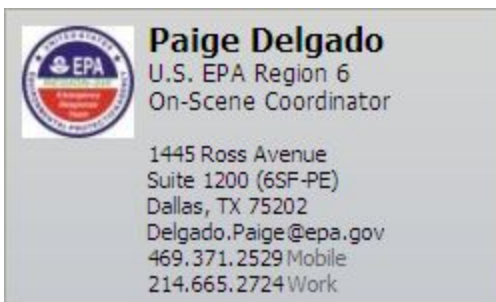 EPA
Paige Delgado
U.S. EPA Region 6
On-Scene Coordinator
1445 Ross Avenue
Suite 1200 (6SF-PE)
Dallas, TX 75202
Delgado.Paige@epa.gov
469.371.2529 Mobile
214.665.2724 Work